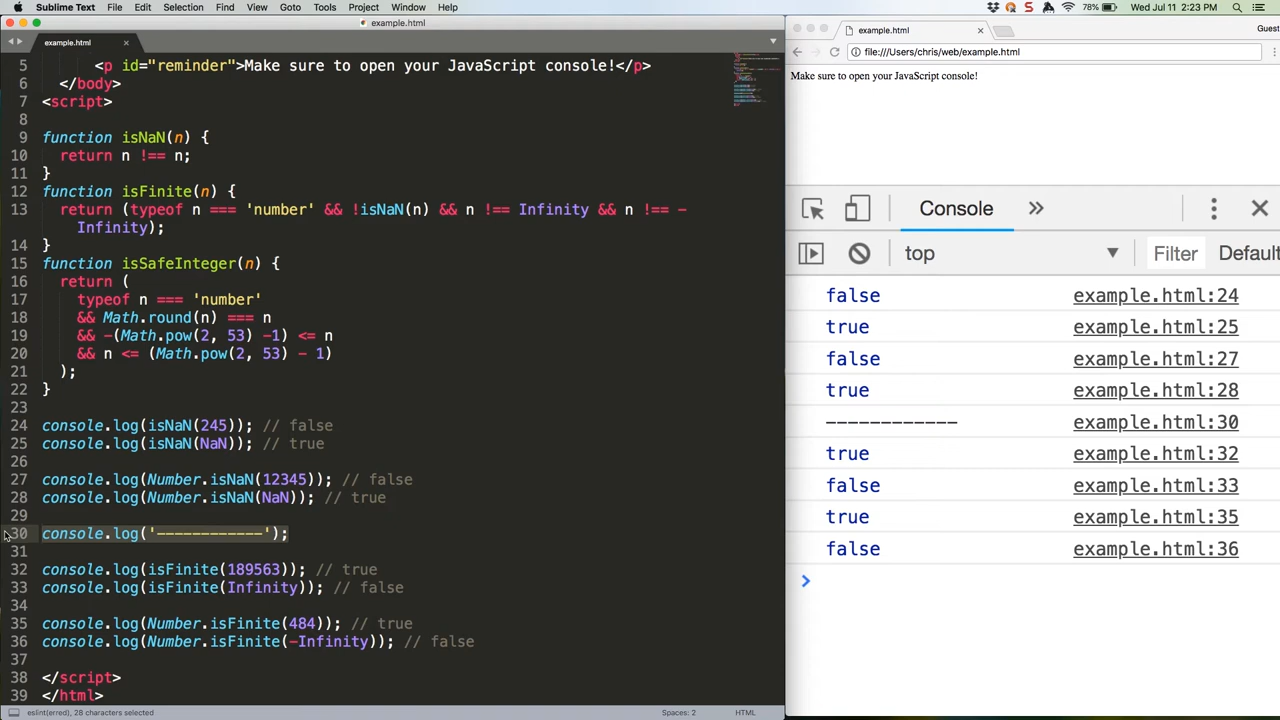 Sublime Text File Edit Selection Find View Goto Tools Project Window Help 78% Wed Jul 11 2:23 PM
example.html
example.html
5 <p id="reminder">Make sure to open your JavaScript console!</p>
6 </body>
7 <script>
8
9 function isNaN(n) {
10 return n !== n;
11 }
12 function isFinite(n) {
13 return (typeof n === 'number' && !isNaN(n) && n !== Infinity && n !== -
Infinity);
14 }
15 function isSafeInteger(n) {
16 return (
17 typeof n === 'number'
18 && Math.round(n) === n
19 && -(Math.pow(2, 53) -1) <= n
20 && n <= (Math.pow(2, 53) - 1)
21 );
22 }
23
24 console.log(isNaN(245)); // false
25 console.log(isNaN(NaN)); // true
26
27 console.log(Number.isNaN(12345)); // false
28 console.log(Number.isNaN(NaN)); // true
29
30 console.log('------------');
31
32 console.log(isFinite(189563)); // true
33 console.log(isFinite(Infinity)); // false
34
35 console.log(Number.isFinite(484)); // true
36 console.log(Number.isFinite(-Infinity)); // false
37
38 </script>
39 </html>
eslint(erred), 28 characters selected Spaces: 2 HTML
example.html Guest
file:///Users/chris/web/example.html
Make sure to open your JavaScript console!
Console »
top Filter Default
false example.html:24
true example.html:25
false example.html:27
true example.html:28
------------ example.html:30
true example.html:32
false example.html:33
true example.html:35
false example.html:36